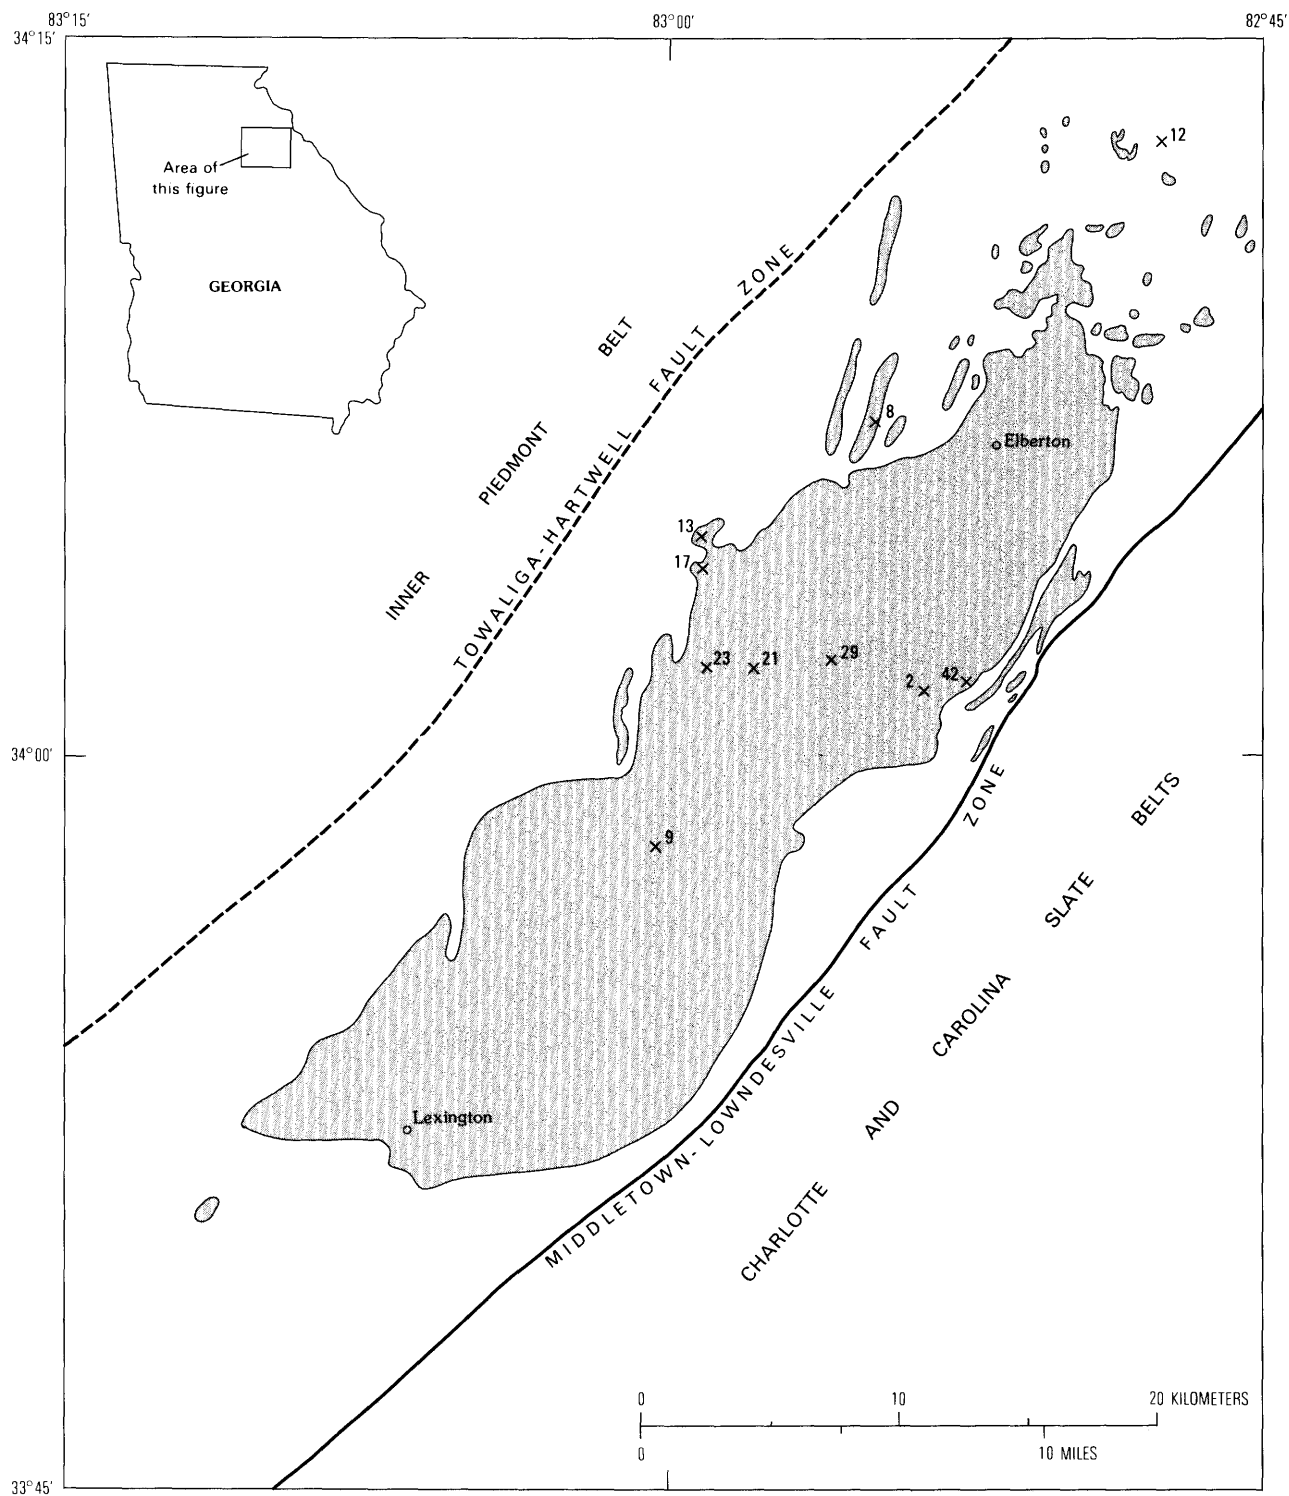 83°15'
83°00'
82°45'
34°15'
12
Area of
this figure
GEORGIA
INNER PIEDMONT BELT
TOWALIGA-HARTWELL FAULT ZONE
8
Elberton
13
17
23
21
29
2
42
34°00'
9
Lexington
MIDDLETOWN-LOWNDESVILLE FAULT ZONE
CHARLOTTE AND CAROLINA SLATE BELTS
0 10 20 KILOMETERS
0 10 MILES
33°45'